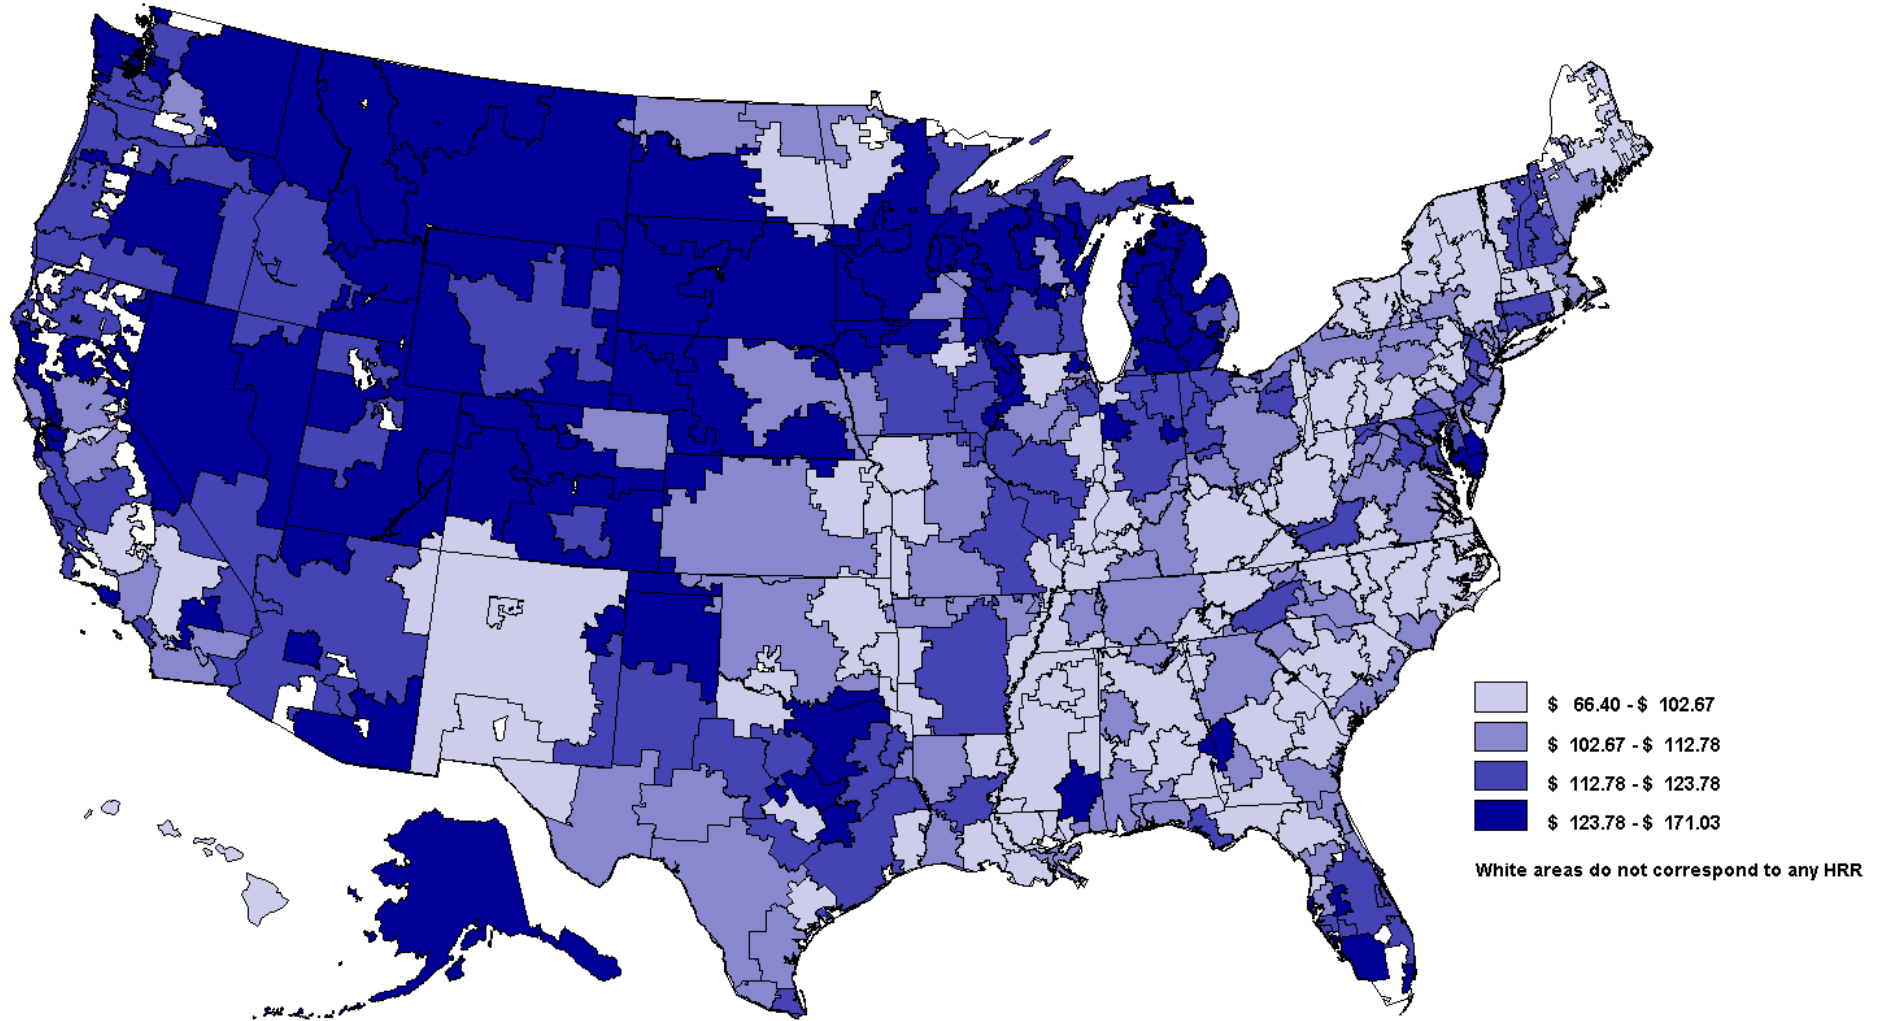 $ 66.40 - $ 102.67
$ 102.67 - $ 112.78
$ 112.78 - $ 123.78
$ 123.78 - $ 171.03
White areas do not correspond to any HRR